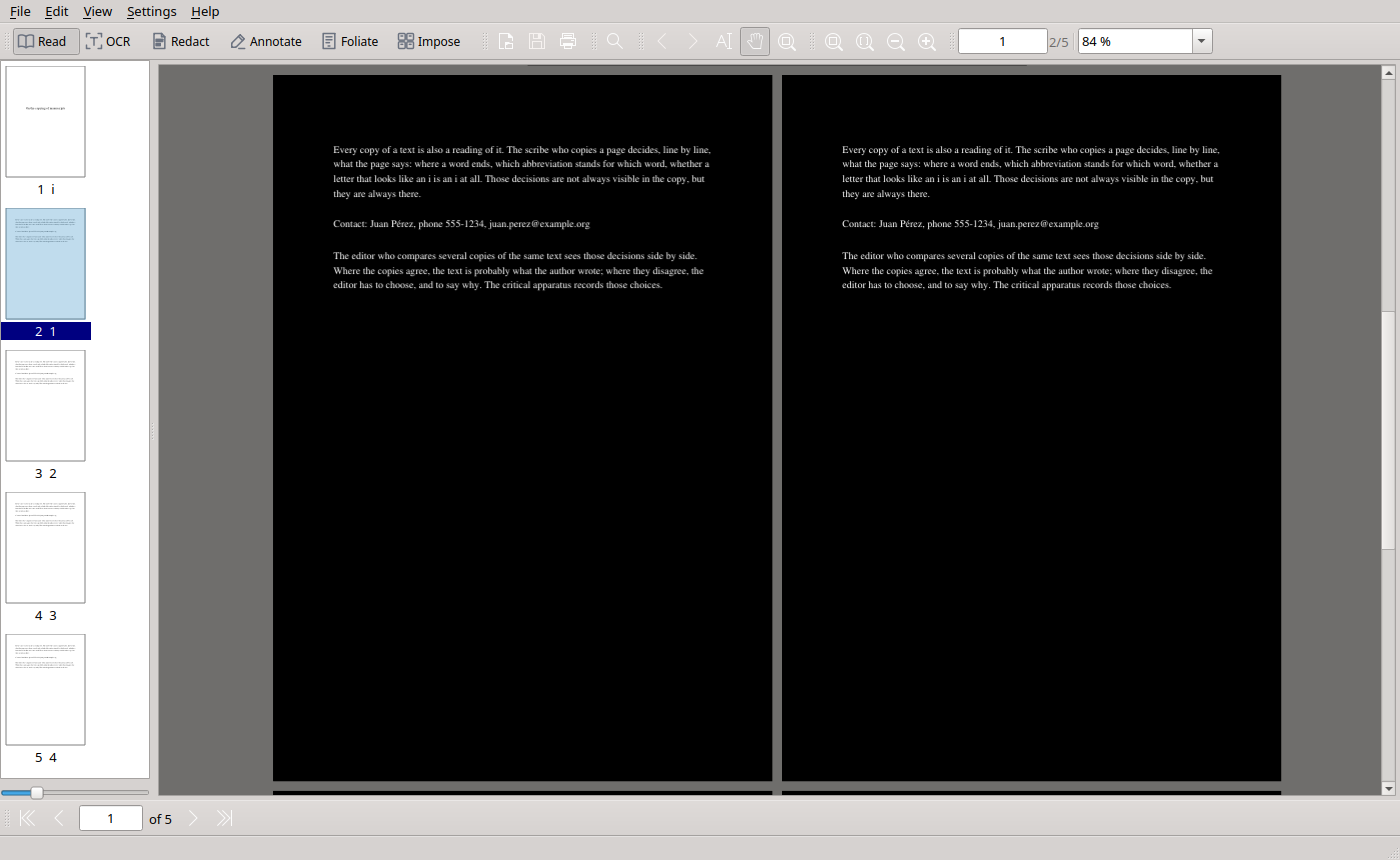 File Edit View Settings Help
Read OCR Redact Annotate Foliate Impose 1 2/5 84 %
1 i
2 1
3 2
4 3
5 4
Every copy of a text is also a reading of it. The scribe who copies a page decides, line by line,
what the page says: where a word ends, which abbreviation stands for which word, whether a
letter that looks like an i is an i at all. Those decisions are not always visible in the copy, but
they are always there.
Contact: Juan Pérez, phone 555-1234, juan.perez@example.org
The editor who compares several copies of the same text sees those decisions side by side.
Where the copies agree, the text is probably what the author wrote; where they disagree, the
editor has to choose, and to say why. The critical apparatus records those choices.
Every copy of a text is also a reading of it. The scribe who copies a page decides, line by line,
what the page says: where a word ends, which abbreviation stands for which word, whether a
letter that looks like an i is an i at all. Those decisions are not always visible in the copy, but
they are always there.
Contact: Juan Pérez, phone 555-1234, juan.perez@example.org
The editor who compares several copies of the same text sees those decisions side by side.
Where the copies agree, the text is probably what the author wrote; where they disagree, the
editor has to choose, and to say why. The critical apparatus records those choices.
1 of 5